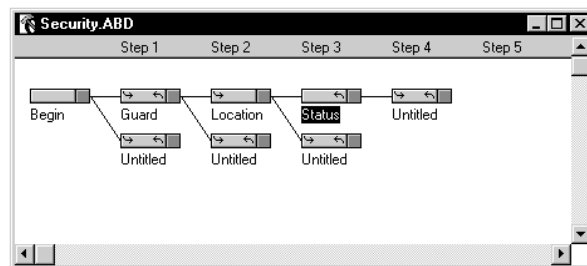 Security.ABD
Step 1 Step 2 Step 3 Step 4 Step 5
Begin Guard Location Status Untitled
Untitled Untitled Untitled